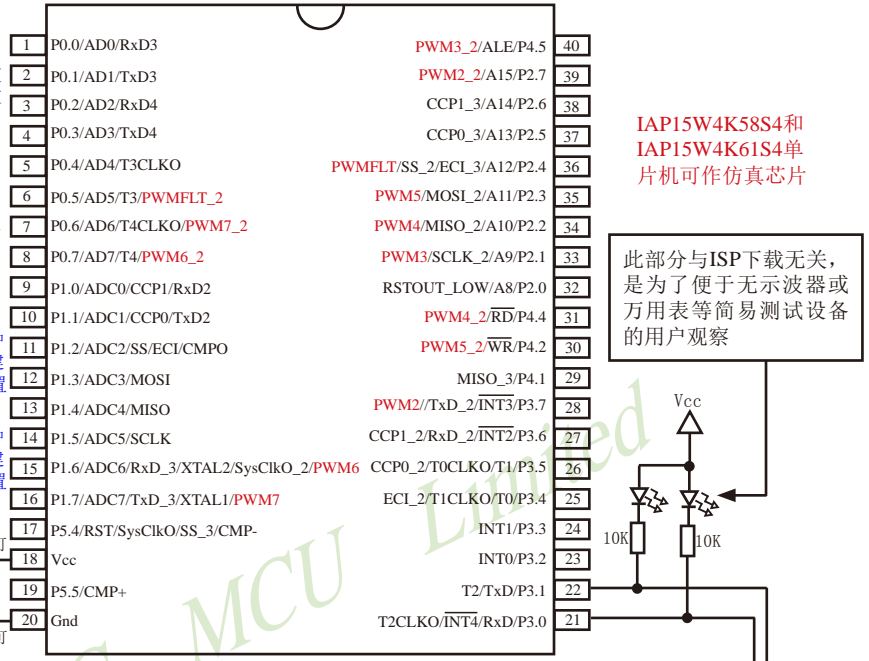 1 P0.0/AD0/RxD3
2 P0.1/AD1/TxD3
3 P0.2/AD2/RxD4
4 P0.3/AD3/TxD4
5 P0.4/AD4/T3CLKO
6 P0.5/AD5/T3/PWMFLT_2
7 P0.6/AD6/T4CLKO/PWM7_2
8 P0.7/AD7/T4/PWM6_2
9 P1.0/ADC0/CCP1/RxD2
10 P1.1/ADC1/CCP0/TxD2
11 P1.2/ADC2/SS/ECI/CMPO
12 P1.3/ADC3/MOSI
13 P1.4/ADC4/MISO
14 P1.5/ADC5/SCLK
15 P1.6/ADC6/RxD_3/XTAL2/SysClkO_2/PWM6
16 P1.7/ADC7/TxD_3/XTAL1/PWM7
17 P5.4/RST/SysClkO/SS_3/CMP-
18 Vcc
19 P5.5/CMP+
20 Gnd
PWM3_2/ALE/P4.5 40
PWM2_2/A15/P2.7 39
CCP1_3/A14/P2.6 38
CCP0_3/A13/P2.5 37
PWMFLT/SS_2/ECI_3/A12/P2.4 36
PWM5/MOSI_2/A11/P2.3 35
PWM4/MISO_2/A10/P2.2 34
PWM3/SCLK_2/A9/P2.1 33
RSTOUT_LOW/A8/P2.0 32
PWM4_2/RD/P4.4 31
PWM5_2/WR/P4.2 30
MISO_3/P4.1 29
PWM2//TxD_2/INT3/P3.7 28
CCP1_2/RxD_2/INT2/P3.6 27
CCP0_2/T0CLKO/T1/P3.5 26
ECI_2/T1CLKO/T0/P3.4 25
INT1/P3.3 24
INT0/P3.2 23
T2/TxD/P3.1 22
T2CLKO/INT4/RxD/P3.0 21
IAP15W4K58S4和
IAP15W4K61S4单
片机可作仿真芯片
此部分与ISP下载无关，
是为了便于无示波器或
万用表等简易测试设备
的用户观察
Vcc
10K
10K
MCU Limited